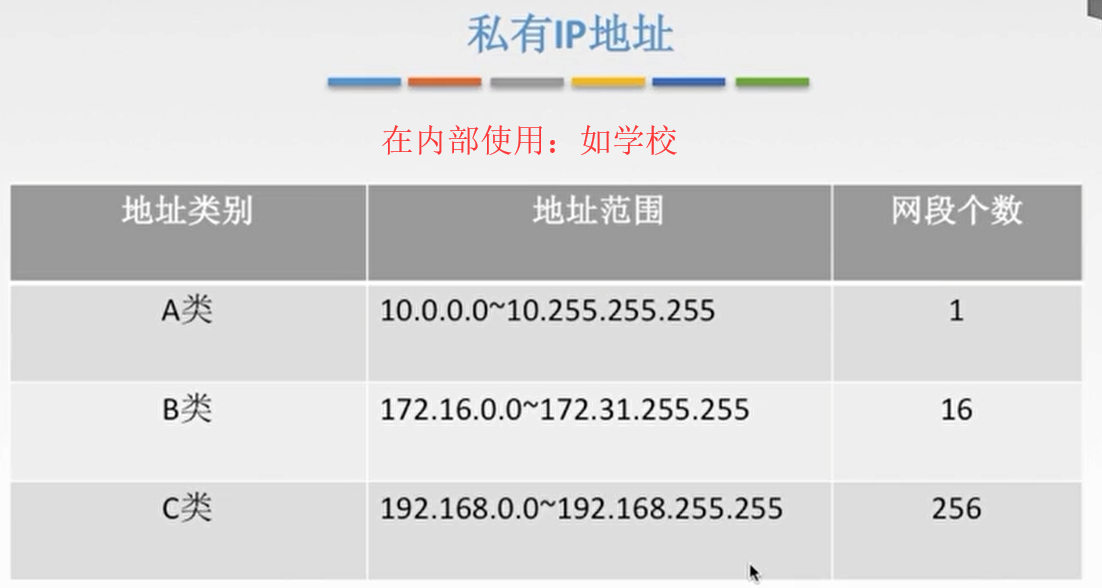 私有IP地址
在内部使用：如学校
地址类别 地址范围 网段个数
A类 10.0.0.0~10.255.255.255 1
B类 172.16.0.0~172.31.255.255 16
C类 192.168.0.0~192.168.255.255 256